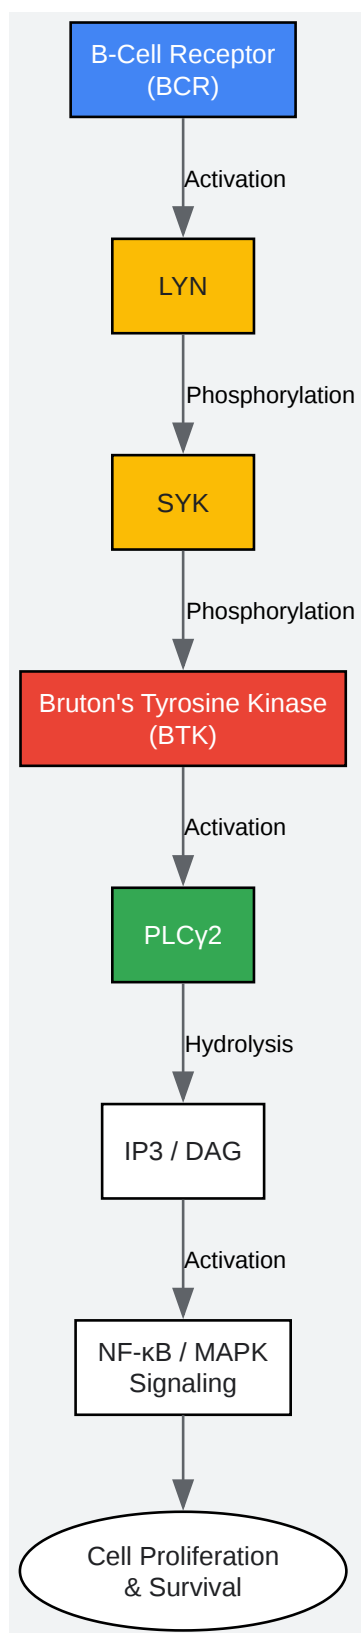 B-Cell Receptor
(BCR)
Activation
LYN
Phosphorylation
SYK
Phosphorylation
Bruton's Tyrosine Kinase
(BTK)
Activation
PLCγ2
Hydrolysis
IP3 / DAG
Activation
NF-κB / MAPK
Signaling
Cell Proliferation
& Survival